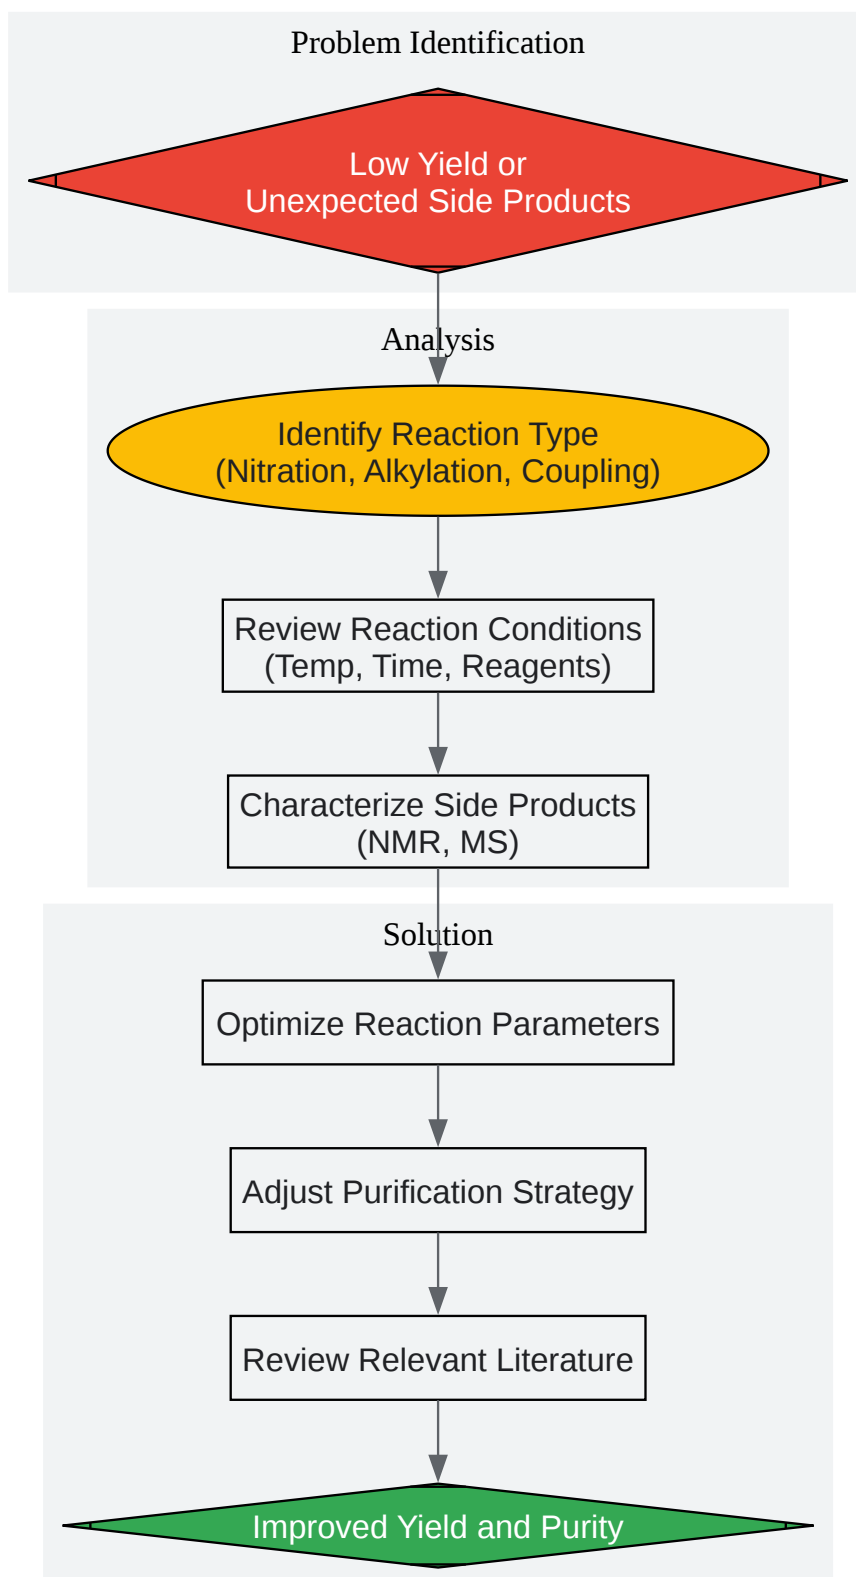 Problem Identification
Low Yield or
Unexpected Side Products
Analysis
Identify Reaction Type
(Nitration, Alkylation, Coupling)
Review Reaction Conditions
(Temp, Time, Reagents)
Characterize Side Products
(NMR, MS)
Solution
Optimize Reaction Parameters
Adjust Purification Strategy
Review Relevant Literature
Improved Yield and Purity